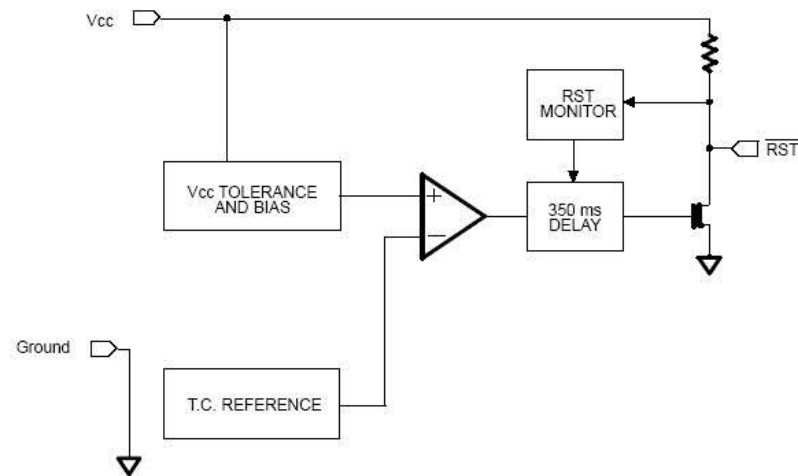 Vcc
RST
MONITOR
RST
Vcc TOLERANCE
AND BIAS
+
350 ms
DELAY
−
Ground
T.C. REFERENCE